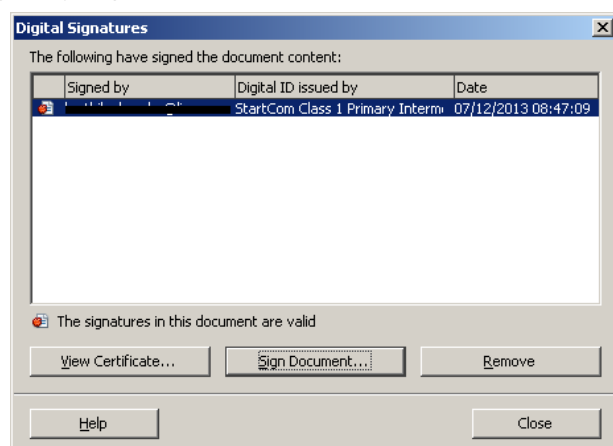 Digital Signatures
The following have signed the document content:
Signed by Digital ID issued by Date
StartCom Class 1 Primary Interm 07/12/2013 08:47:09
The signatures in this document are valid
View Certificate... Sign Document... Remove
Help Close